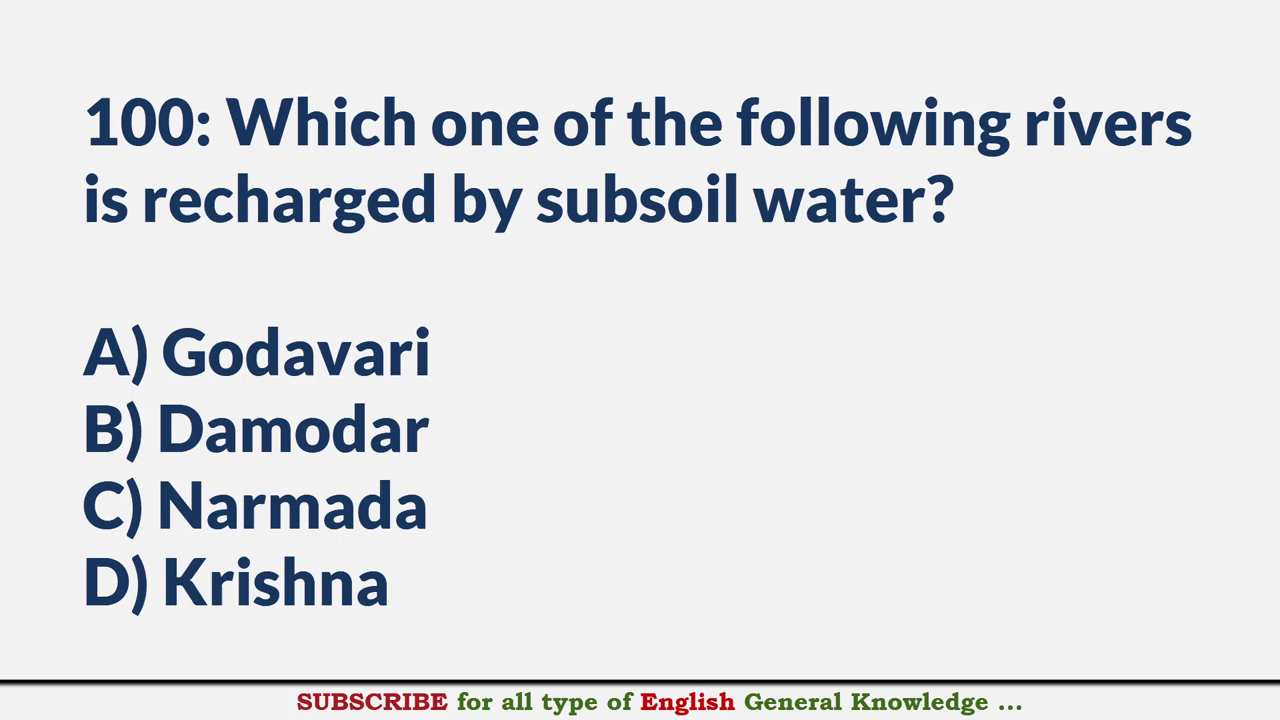 100: Which one of the following rivers
is recharged by subsoil water?
A) Godavari
B) Damodar
C) Narmada
D) Krishna
SUBSCRIBE for all type of English General Knowledge ...